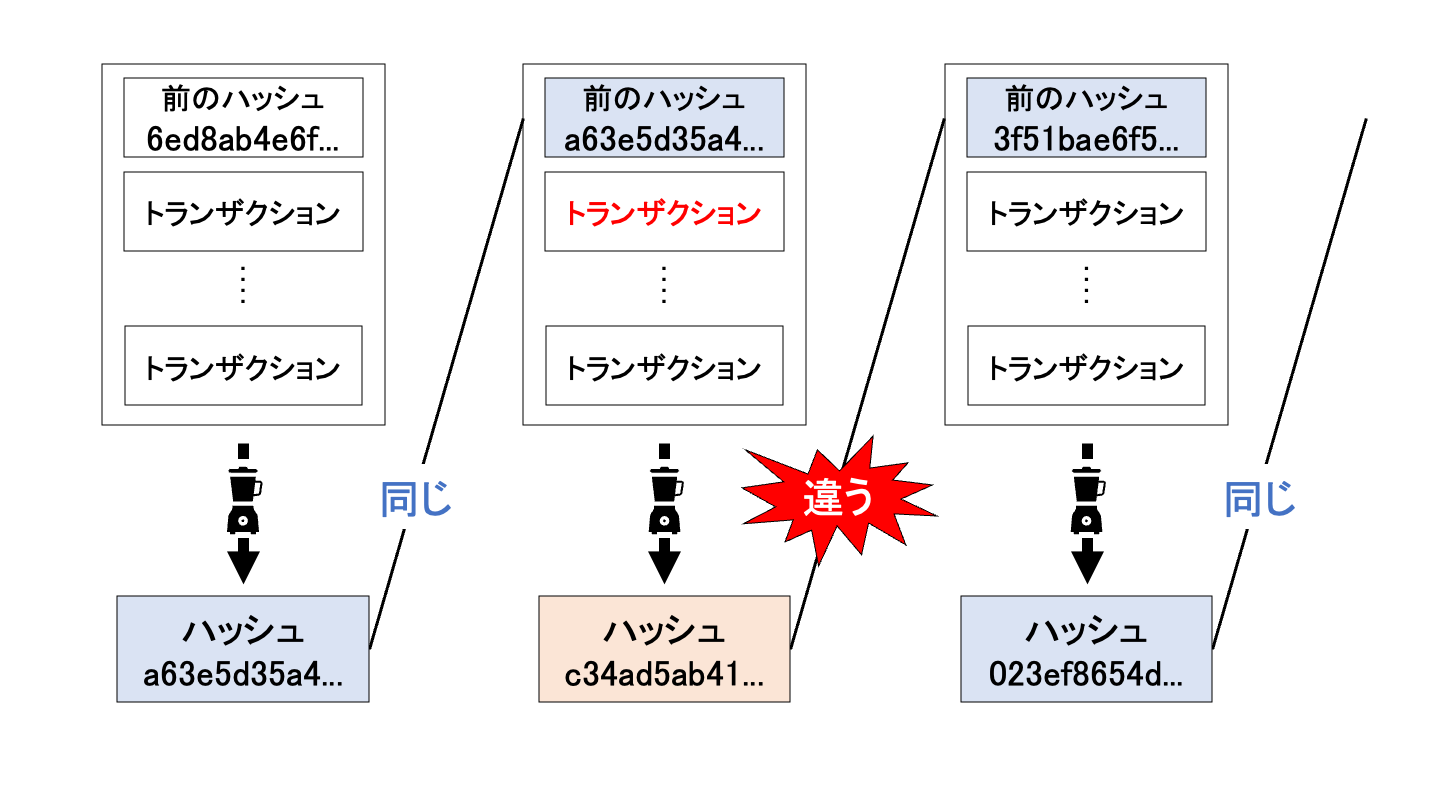 前のハッシュ
6ed8ab4e6f...
トランザクション
トランザクション
ハッシュ
a63e5d35a4...
同じ
前のハッシュ
a63e5d35a4...
トランザクション
トランザクション
ハッシュ
c34ad5ab41...
違う
前のハッシュ
3f51bae6f5...
トランザクション
トランザクション
ハッシュ
023ef8654d...
同じ